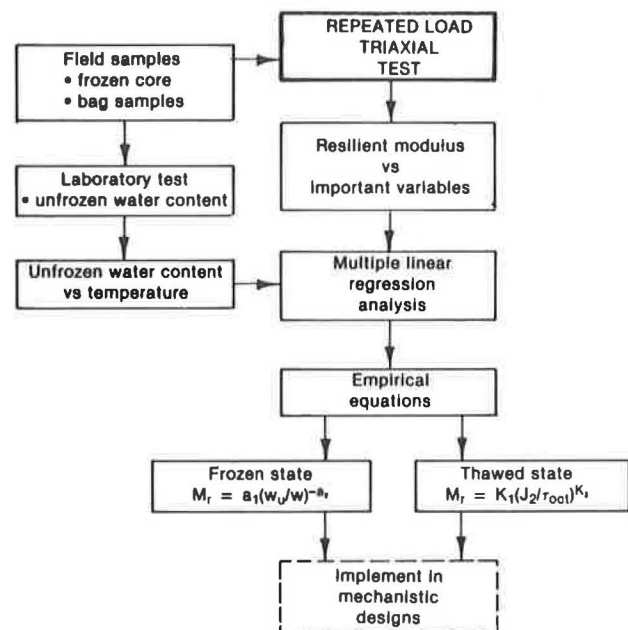 REPEATED LOAD
TRIAXIAL
TEST
Field samples
• frozen core
• bag samples
Resilient modulus
vs
important variables
Laboratory test
• unfrozen water content
Unfrozen water content
vs temperature
Multiple linear
regression
analysis
Empirical
equations
Frozen state
Mᵣ = a₁(wᵤ/w)⁻ᵃ²
Thawed state
Mᵣ = K₁(J₂/τₒcₜ)ᴷ²
Implement in
mechanistic
designs